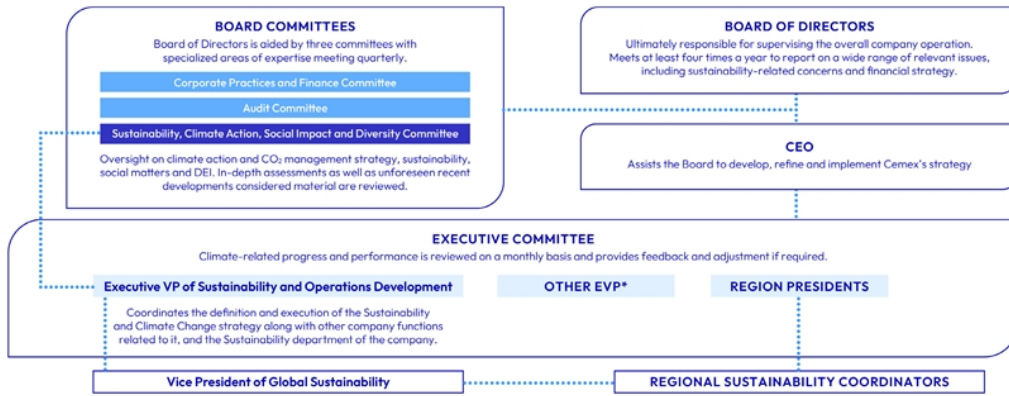 BOARD COMMITTEES
Board of Directors is aided by three committees with
specialized areas of expertise meeting quarterly.
Corporate Practices and Finance Committee
Audit Committee
Sustainability, Climate Action, Social Impact and Diversity Committee
Oversight on climate action and CO₂ management strategy, sustainability,
social matters and DEI. In-depth assessments as well as unforeseen recent
developments considered material are reviewed.
BOARD OF DIRECTORS
Ultimately responsible for supervising the overall company operation.
Meets at least four times a year to report on a wide range of relevant issues,
including sustainability-related concerns and financial strategy.
CEO
Assists the Board to develop, refine and implement Cemex's strategy
EXECUTIVE COMMITTEE
Climate-related progress and performance is reviewed on a monthly basis and provides feedback and adjustment if required.
Executive VP of Sustainability and Operations Development
Coordinates the definition and execution of the Sustainability
and Climate Change strategy along with other company functions
related to it, and the Sustainability department of the company.
OTHER EVP*
REGION PRESIDENTS
Vice President of Global Sustainability
REGIONAL SUSTAINABILITY COORDINATORS